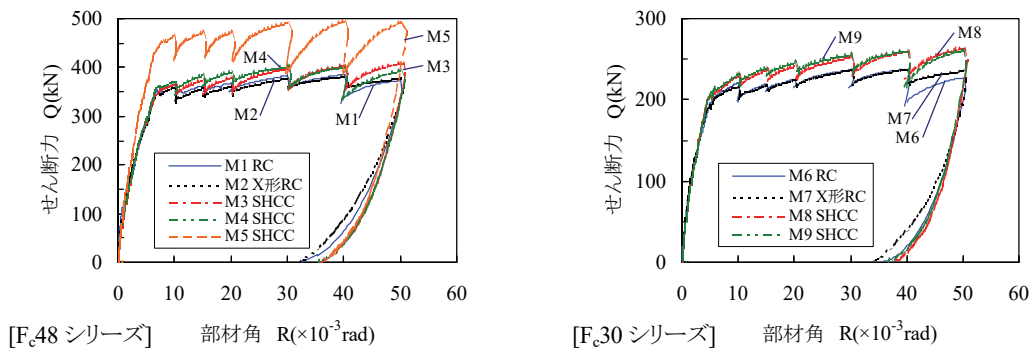 せん断力 Q(kN)
500
400
300
200
100
0
M4
M2
M1
M5
M3
M1 RC
M2 X形RC
M3 SHCC
M4 SHCC
M5 SHCC
0 10 20 30 40 50 60
[Fc48 シリーズ] 部材角 R(×10-3rad)
せん断力 Q(kN)
300
200
100
0
M9
M8
M7
M6
M6 RC
M7 X形RC
M8 SHCC
M9 SHCC
0 10 20 30 40 50 60
[Fc30 シリーズ] 部材角 R(×10-3rad)